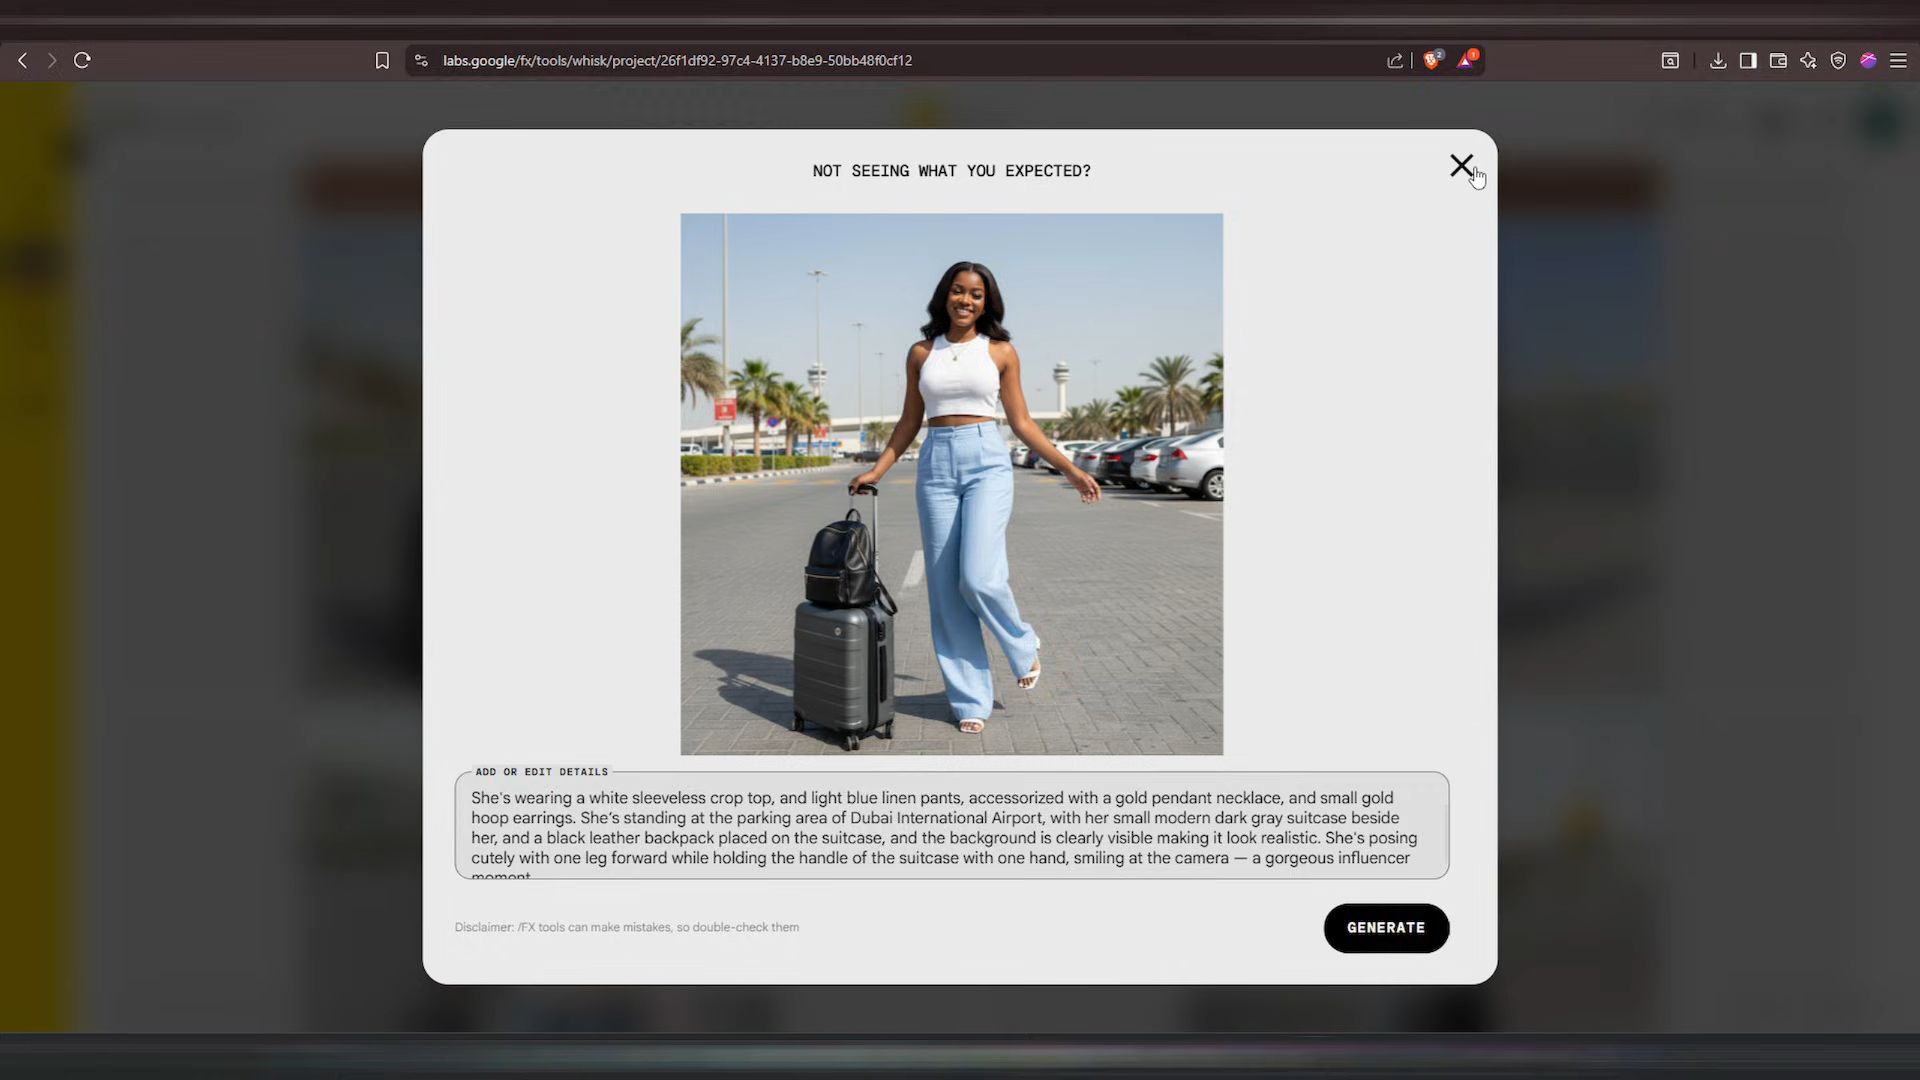 labs.google/fx/tools/whisk/project/26f1df92-97c4-4137-b8e9-50bb48f0cf12
2
1
NOT SEEING WHAT YOU EXPECTED?
ADD OR EDIT DETAILS
She's wearing a white sleeveless crop top, and light blue linen pants, accessorized with a gold pendant necklace, and small gold
hoop earrings. She's standing at the parking area of Dubai International Airport, with her small modern dark gray suitcase beside
her, and a black leather backpack placed on the suitcase, and the background is clearly visible making it look realistic. She's posing
cutely with one leg forward while holding the handle of the suitcase with one hand, smiling at the camera — a gorgeous influencer
moment
Disclaimer: /FX tools can make mistakes, so double-check them
GENERATE